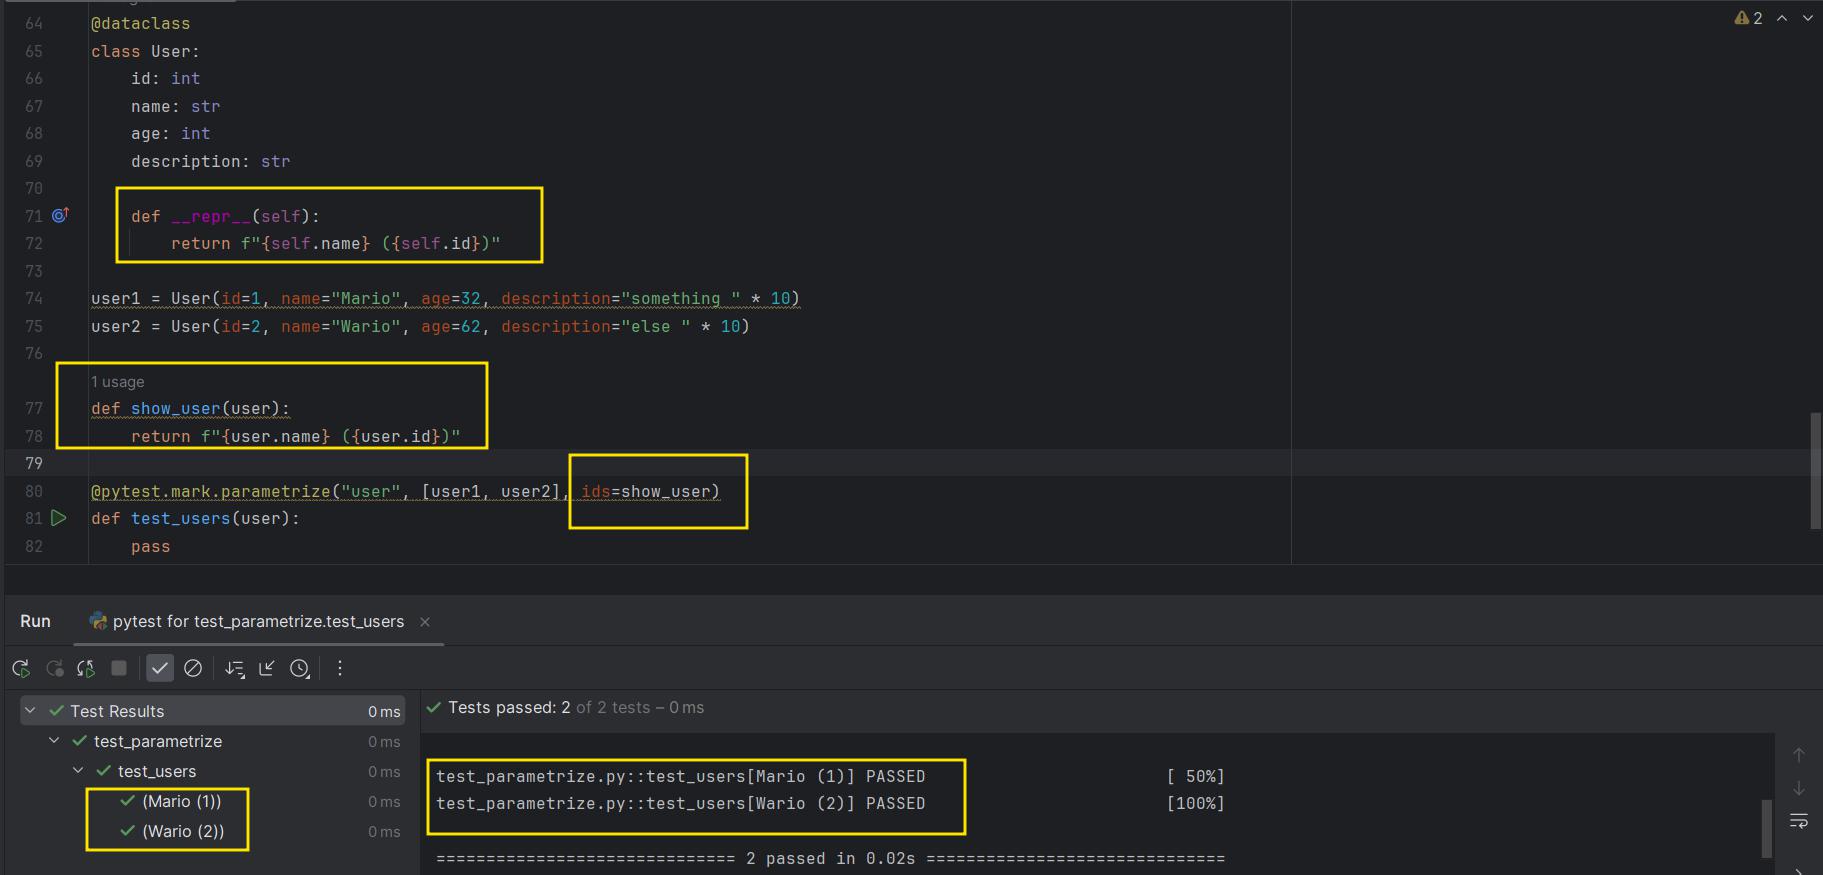 2
64 @dataclass
65 class User:
66     id: int
67     name: str
68     age: int
69     description: str
70
71     def __repr__(self):
72         return f"{self.name} ({self.id})"
73
74 user1 = User(id=1, name="Mario", age=32, description="something " * 10)
75 user2 = User(id=2, name="Wario", age=62, description="else " * 10)
76
1 usage
77 def show_user(user):
78     return f"{user.name} ({user.id})"
79
80 @pytest.mark.parametrize("user", [user1, user2], ids=show_user)
81 def test_users(user):
82     pass
Run pytest for test_parametrize.test_users ×
Test Results 0 ms
test_parametrize 0 ms
test_users 0 ms
(Mario (1)) 0 ms
(Wario (2)) 0 ms
Tests passed: 2 of 2 tests – 0 ms
test_parametrize.py::test_users[Mario (1)] PASSED [ 50%]
test_parametrize.py::test_users[Wario (2)] PASSED [100%]
============================== 2 passed in 0.02s ==============================